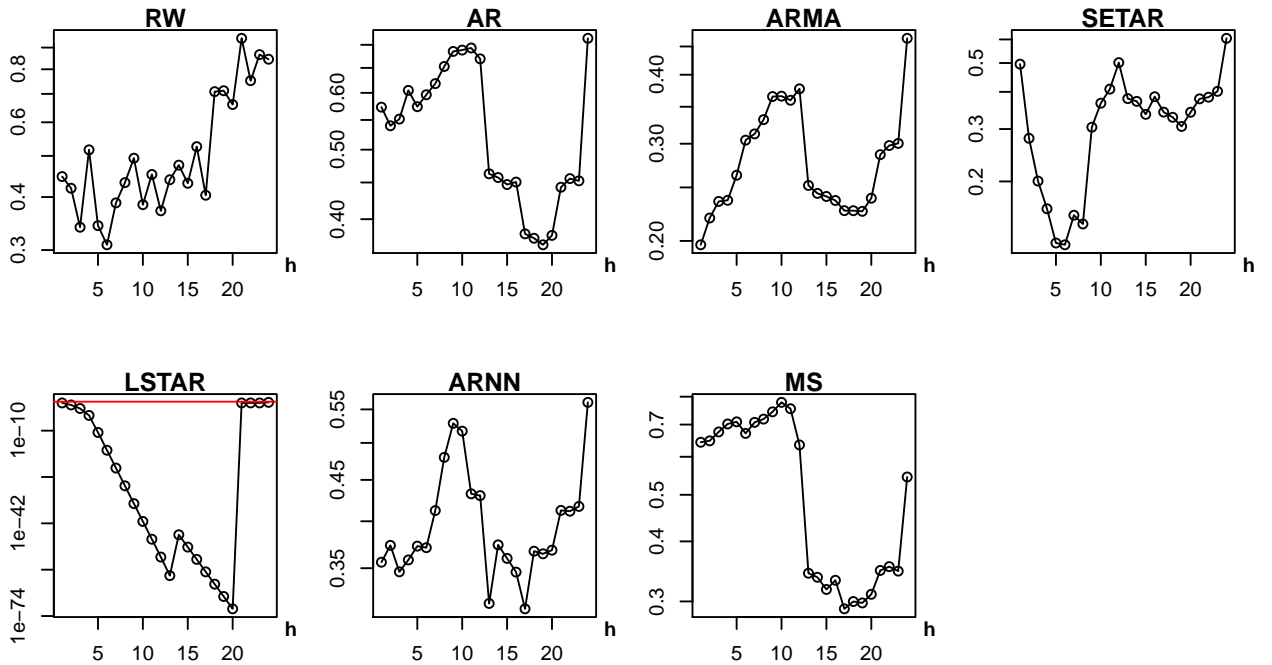 RW AR ARMA SETAR
0.8 0.6 0.4 0.3
0.60 0.50 0.40
0.40 0.30 0.20
0.5 0.3 0.2
h h h h
5 10 15 20 5 10 15 20 5 10 15 20 5 10 15 20
LSTAR ARNN MS
1e−10 1e−42 1e−74
0.55 0.45 0.35
0.7 0.5 0.4 0.3
h h h
5 10 15 20 5 10 15 20 5 10 15 20